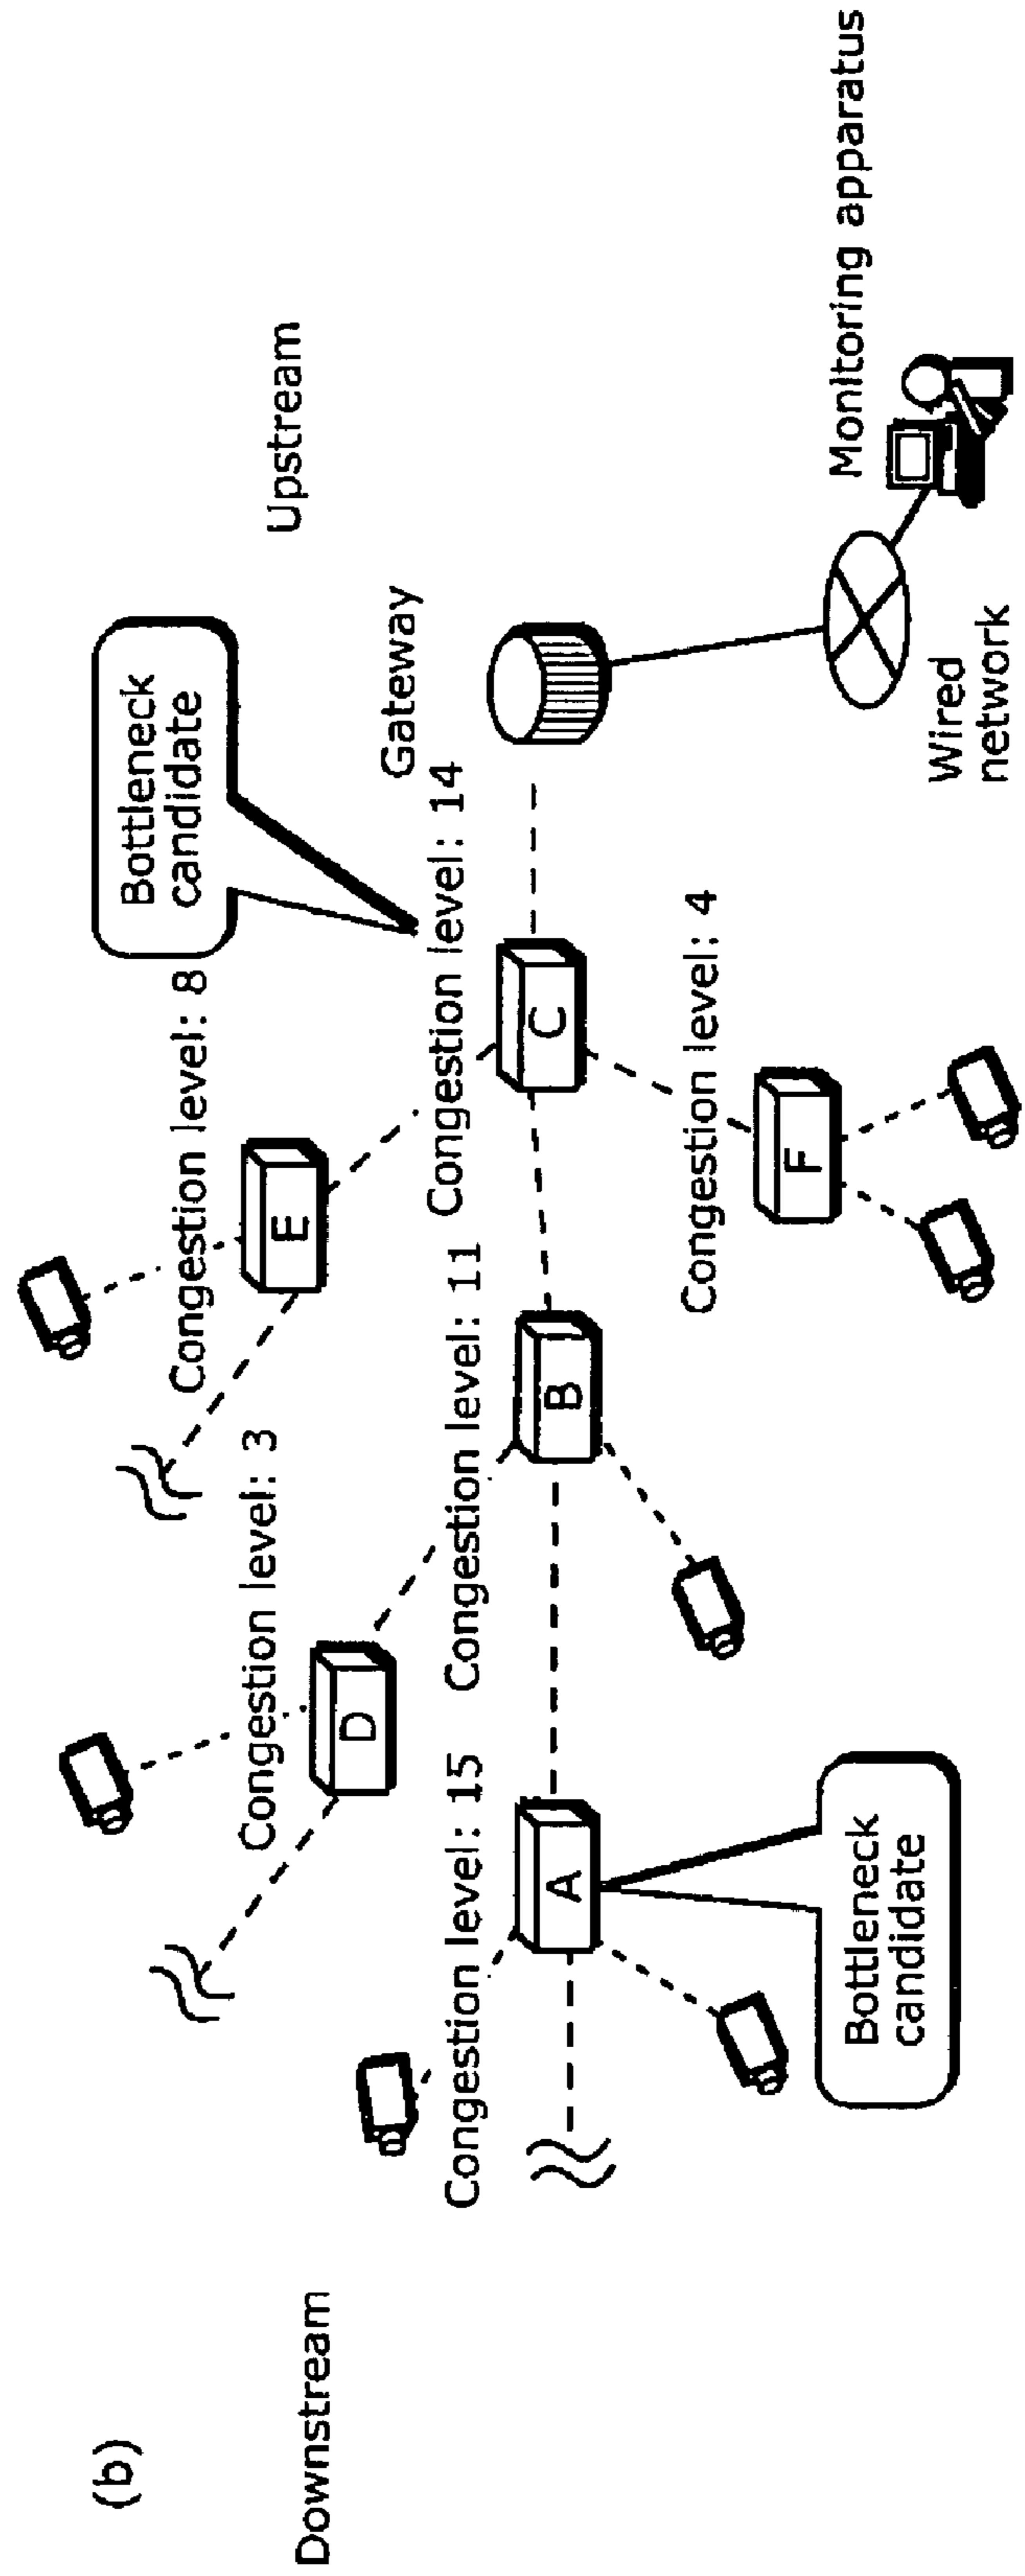 (b)
Downstream
Upstream
Bottleneck
candidate
Congestion level: 8
Congestion level: 3
Gateway
Congestion level: 14
Congestion level: 11
Congestion level: 15
E
D
C
B
A
Congestion level: 4
F
Monitoring apparatus
Wired
network
Bottleneck
candidate